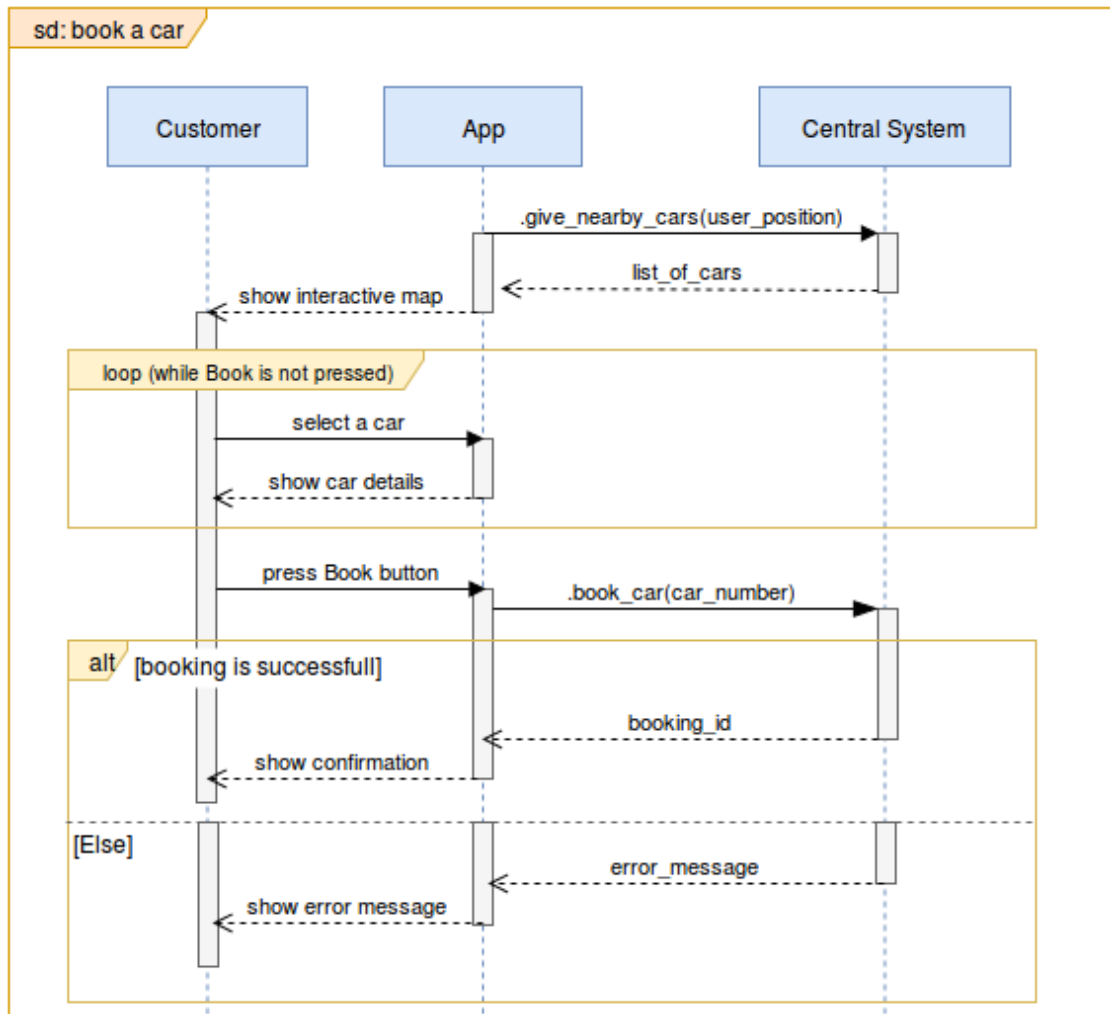 sd: book a car
Customer
App
Central System
.give_nearby_cars(user_position)
list_of_cars
show interactive map
loop (while Book is not pressed)
select a car
show car details
press Book button
.book_car(car_number)
alt
[booking is successfull]
booking_id
show confirmation
[Else]
error_message
show error message